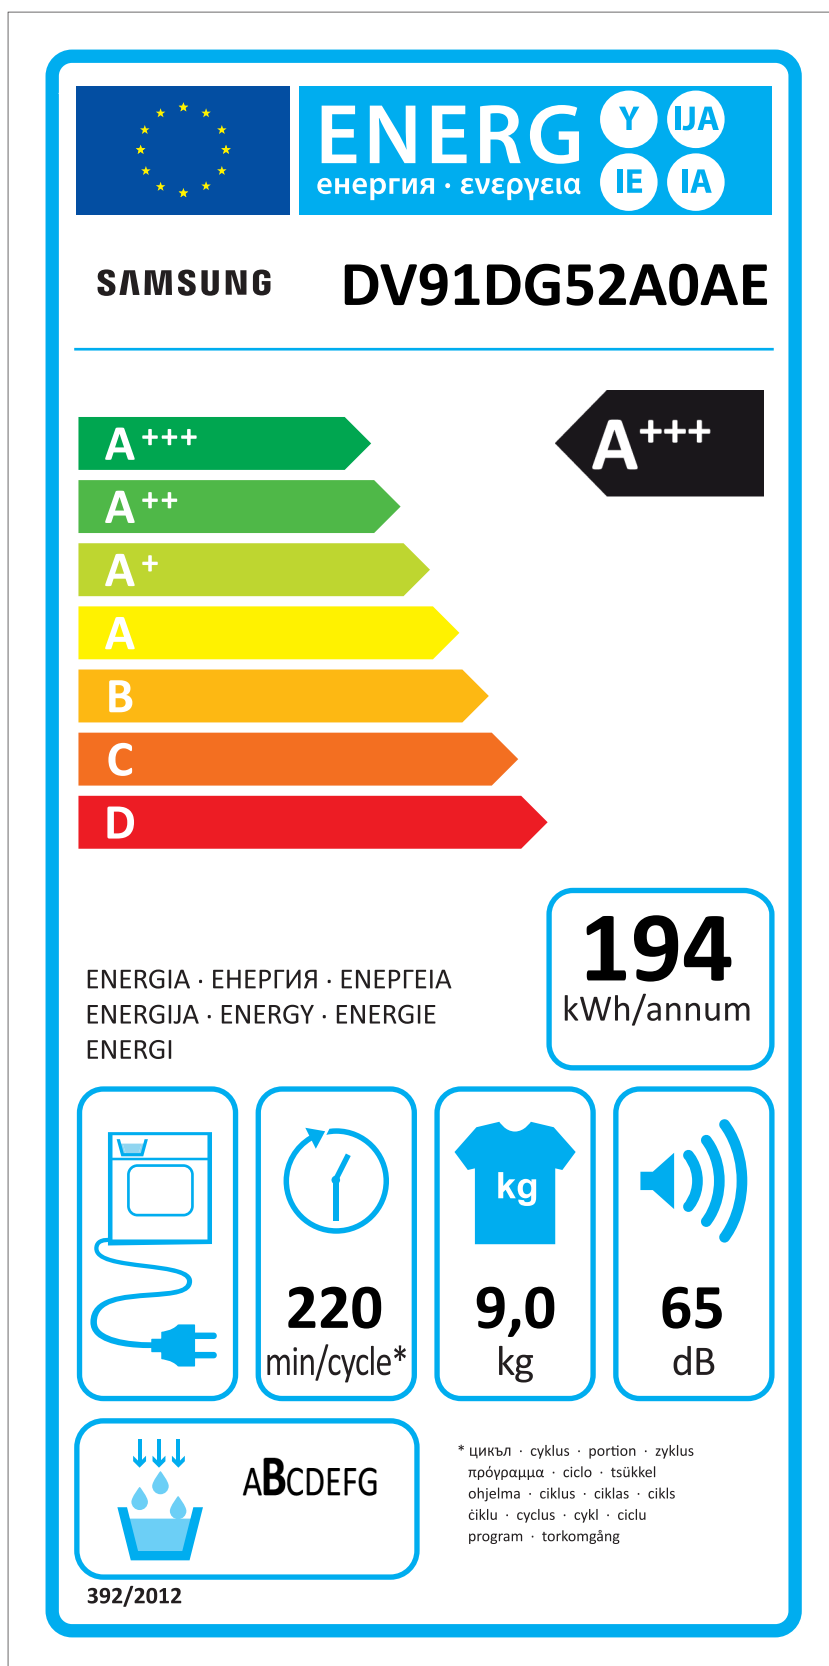 ENERG Y IJA
енергия · ενεργεια IE IA
SAMSUNG DV91DG52A0AE
A+++ A+++
A++
A+
A
B
C
D
194
kWh/annum
ENERGIA · ЕНЕРГИЯ · ΕΝΕΡΓΕΙΑ
ENERGIJA · ENERGY · ENERGIE
ENERGI
kg
220 9,0 65
min/cycle* kg dB
ABCDEFG
* цикъл · cyklus · portion · zyklus
πρόγραμμα · ciclo · tsükkel
ohjelma · ciklus · ciklas · cikls
ċiklu · cyclus · cykl · ciclu
program · torkomgång
392/2012